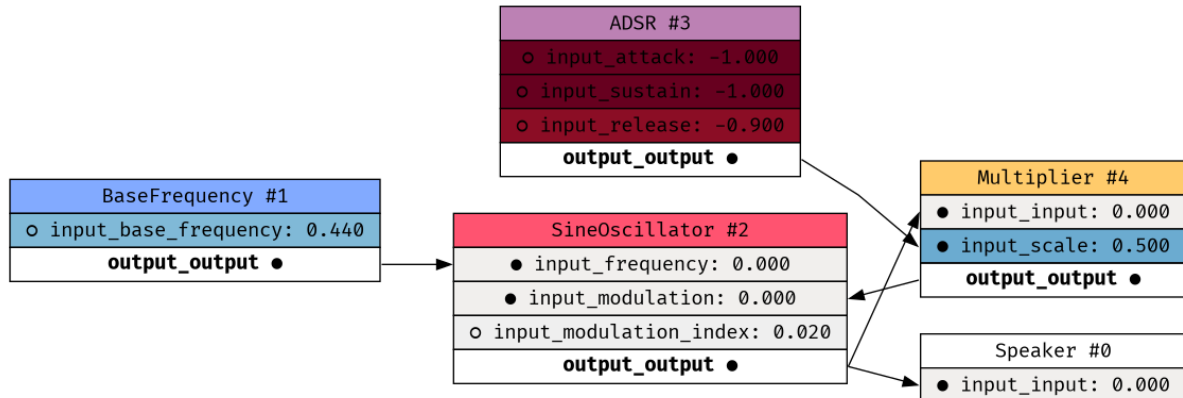 ADSR #3
○ input_attack: -1.000
○ input_sustain: -1.000
○ input_release: -0.900
output_output ●
BaseFrequency #1
○ input_base_frequency: 0.440
output_output ●
SineOscillator #2
● input_frequency: 0.000
● input_modulation: 0.000
○ input_modulation_index: 0.020
output_output ●
Multiplier #4
● input_input: 0.000
● input_scale: 0.500
output_output ●
Speaker #0
● input_input: 0.000